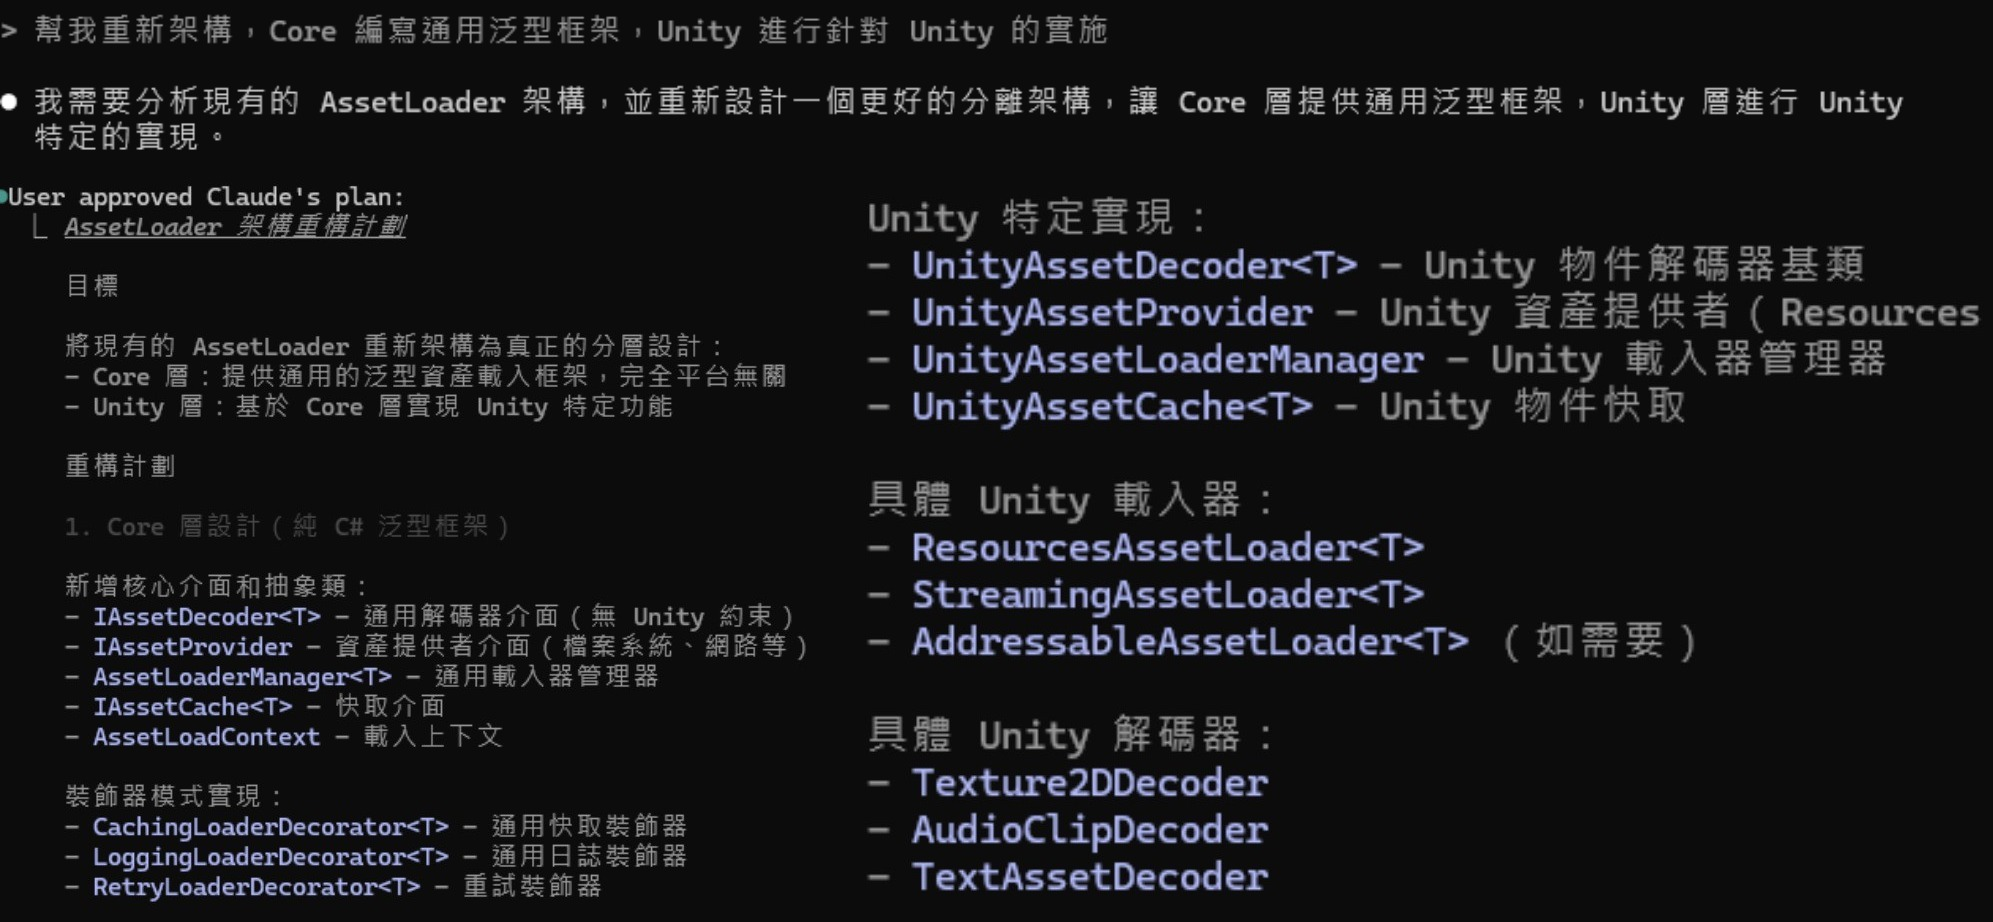 > 幫我重新架構，Core 編寫通用泛型框架，Unity 進行針對 Unity 的實施
● 我需要分析現有的 AssetLoader 架構，並重新設計一個更好的分離架構，讓 Core 層提供通用泛型框架，Unity 層進行 Unity
特定的實現。
●User approved Claude's plan:
⎿ AssetLoader 架構重構計劃
目標
將現有的 AssetLoader 重新架構為真正的分層設計：
- Core 層：提供通用的泛型資產載入框架，完全平台無關
- Unity 層：基於 Core 層實現 Unity 特定功能
重構計劃
1. Core 層設計（純 C# 泛型框架）
新增核心介面和抽象類：
- IAssetDecoder<T> - 通用解碼器介面（無 Unity 約束）
- IAssetProvider - 資產提供者介面（檔案系統、網路等）
- AssetLoaderManager<T> - 通用載入器管理器
- IAssetCache<T> - 快取介面
- AssetLoadContext - 載入上下文
裝飾器模式實現：
- CachingLoaderDecorator<T> - 通用快取裝飾器
- LoggingLoaderDecorator<T> - 通用日誌裝飾器
- RetryLoaderDecorator<T> - 重試裝飾器
Unity 特定實現：
- UnityAssetDecoder<T> - Unity 物件解碼器基類
- UnityAssetProvider - Unity 資產提供者（Resources
- UnityAssetLoaderManager - Unity 載入器管理器
- UnityAssetCache<T> - Unity 物件快取
具體 Unity 載入器：
- ResourcesAssetLoader<T>
- StreamingAssetLoader<T>
- AddressableAssetLoader<T> （如需要）
具體 Unity 解碼器：
- Texture2DDecoder
- AudioClipDecoder
- TextAssetDecoder